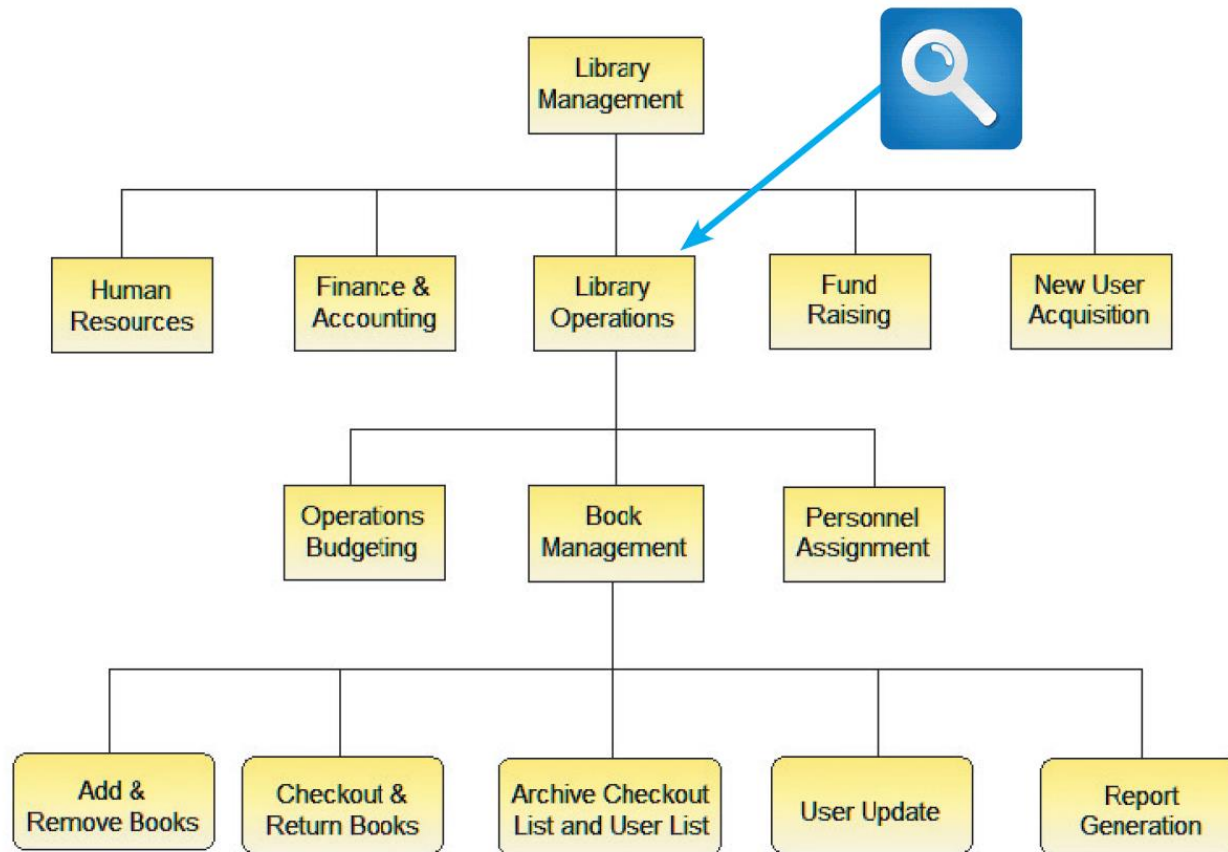 Library
Management
Human
Resources
Finance &
Accounting
Library
Operations
Fund
Raising
New User
Acquisition
Operations
Budgeting
Book
Management
Personnel
Assignment
Add &
Remove Books
Checkout &
Return Books
Archive Checkout
List and User List
User Update
Report
Generation